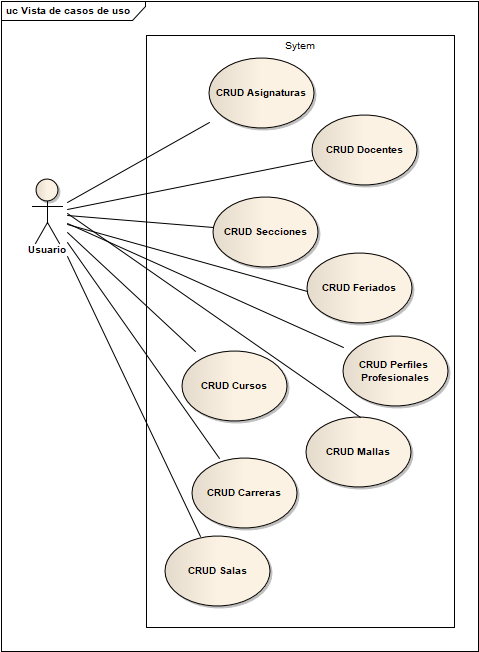 uc Vista de casos de uso
Sytem
CRUD Asignaturas
CRUD Docentes
CRUD Secciones
Usuario
CRUD Feriados
CRUD Perfiles
Profesionales
CRUD Cursos
CRUD Mallas
CRUD Carreras
CRUD Salas